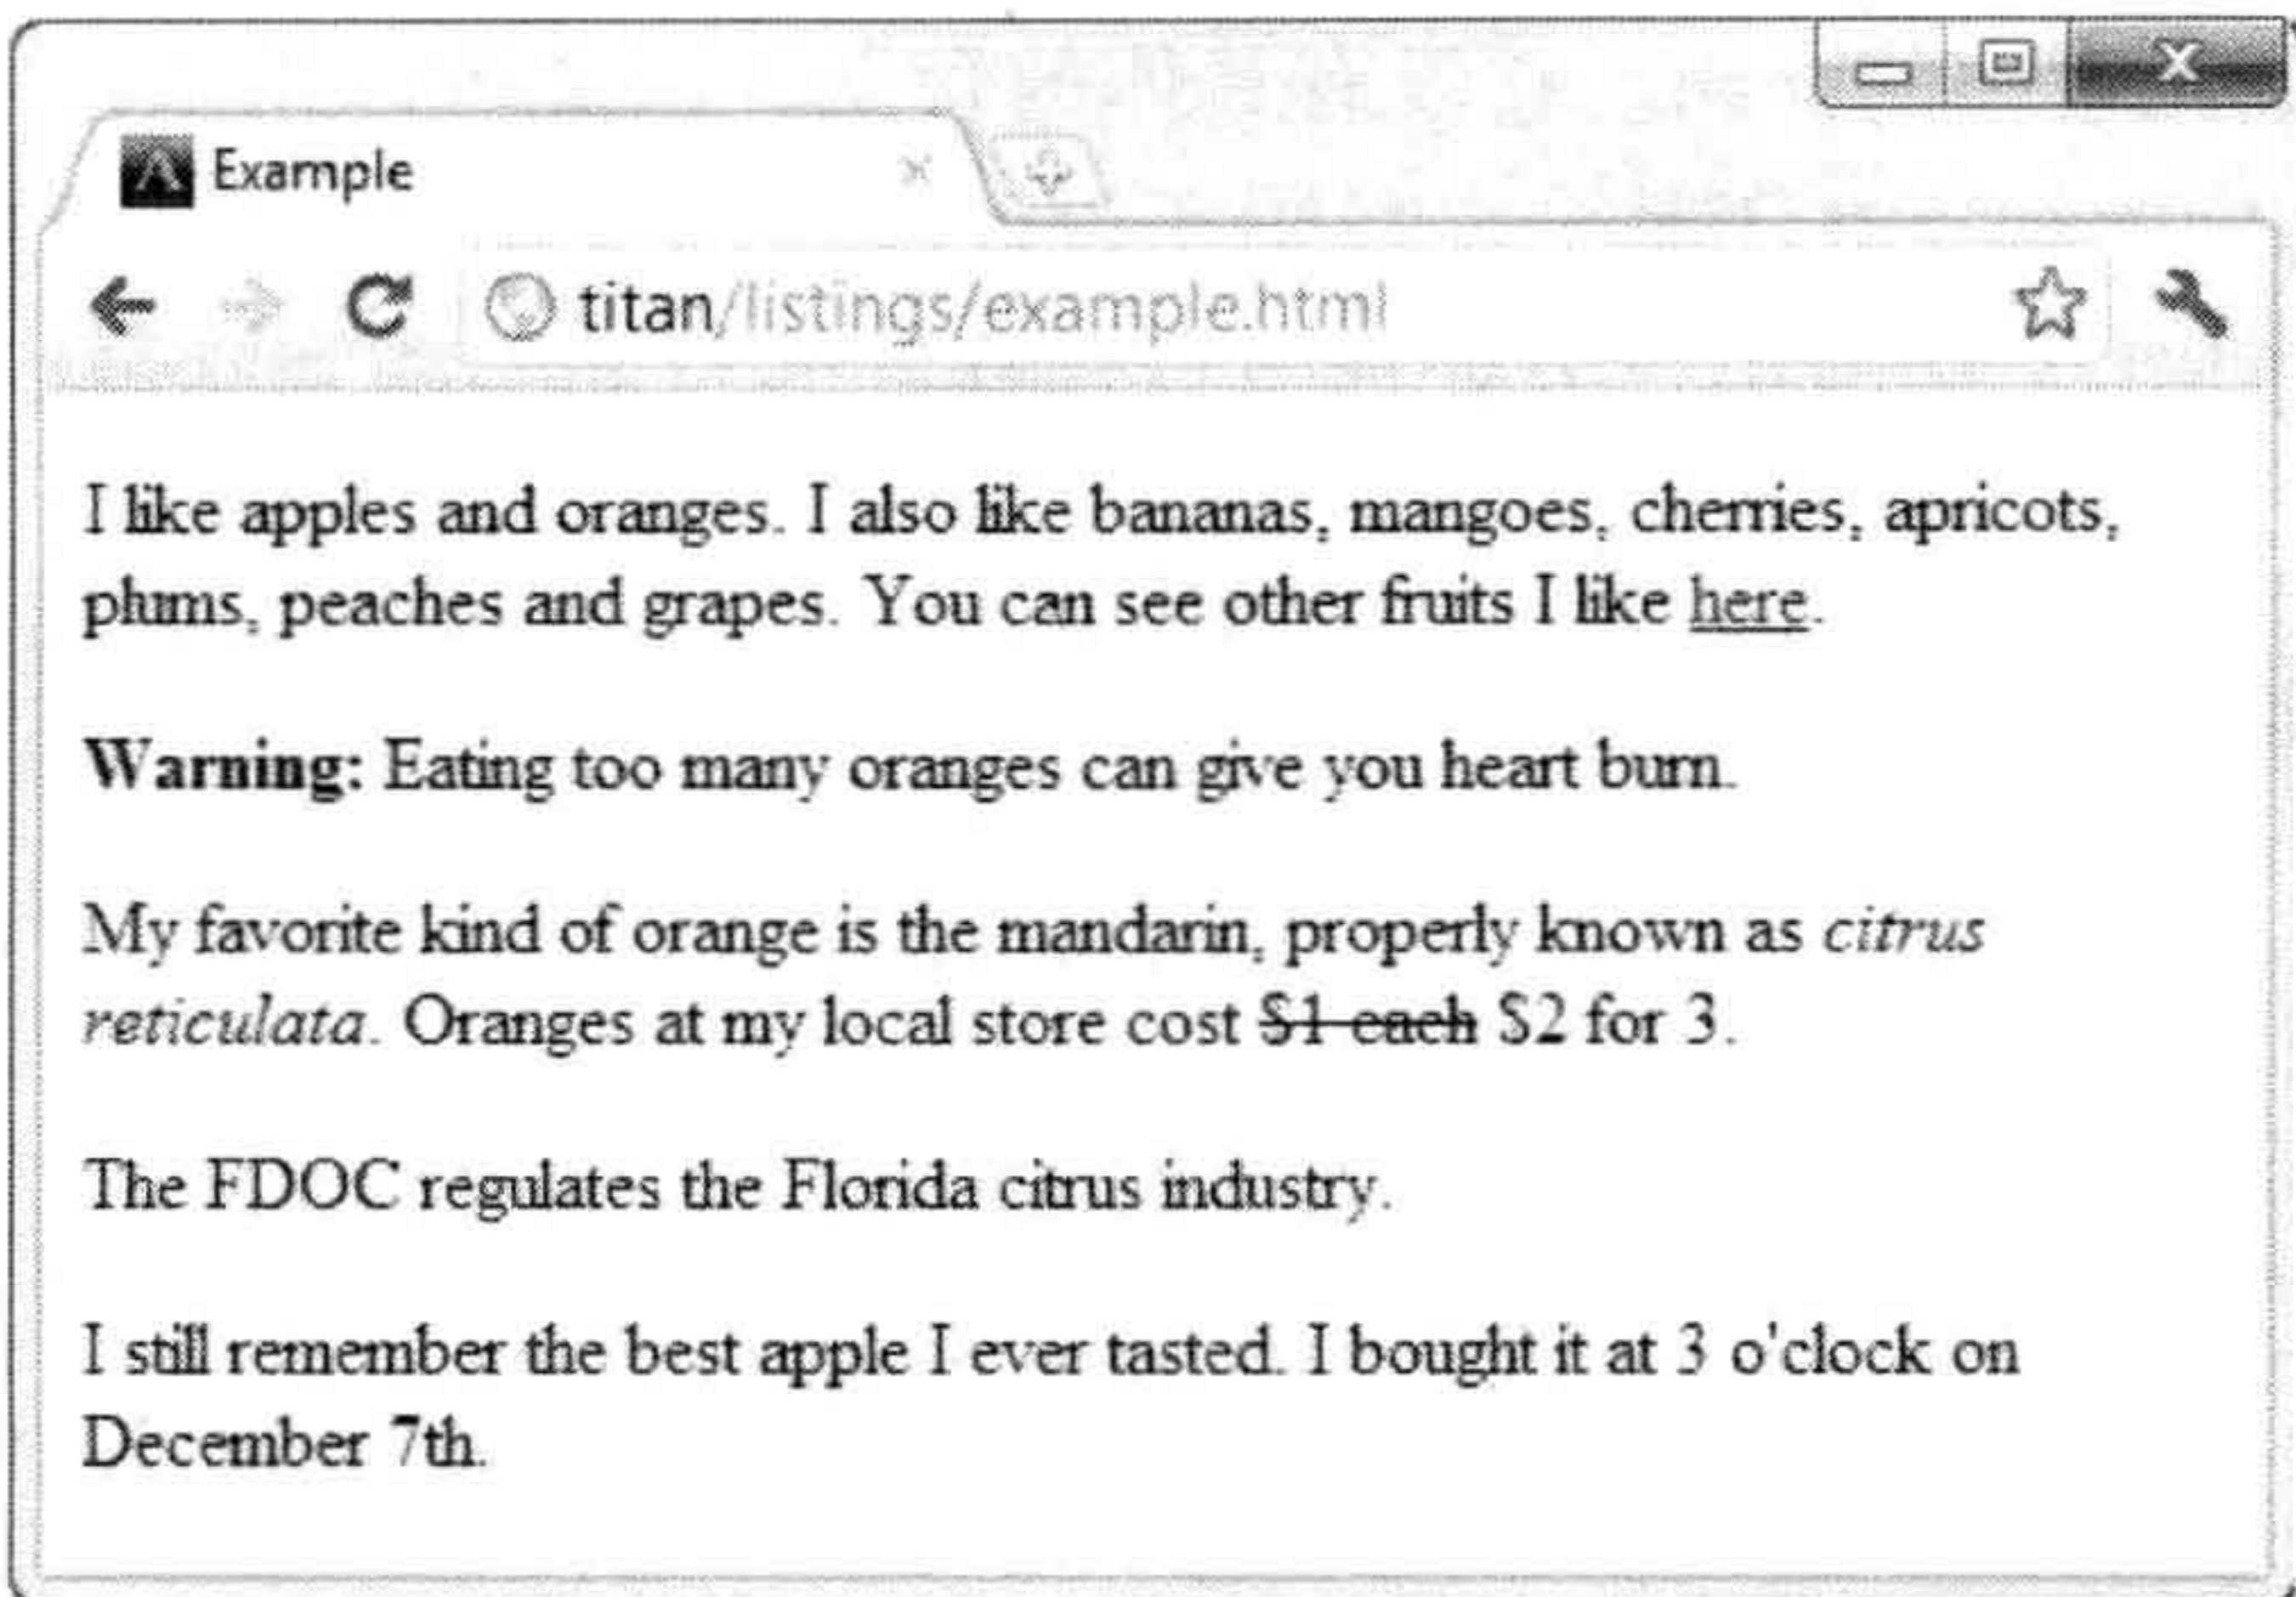 Example
titan/listings/example.html
I like apples and oranges. I also like bananas, mangoes, cherries, apricots,
plums, peaches and grapes. You can see other fruits I like here.
Warning: Eating too many oranges can give you heart burn.
My favorite kind of orange is the mandarin, properly known as citrus
reticulata. Oranges at my local store cost $1 each $2 for 3.
The FDOC regulates the Florida citrus industry.
I still remember the best apple I ever tasted. I bought it at 3 o'clock on
December 7th.